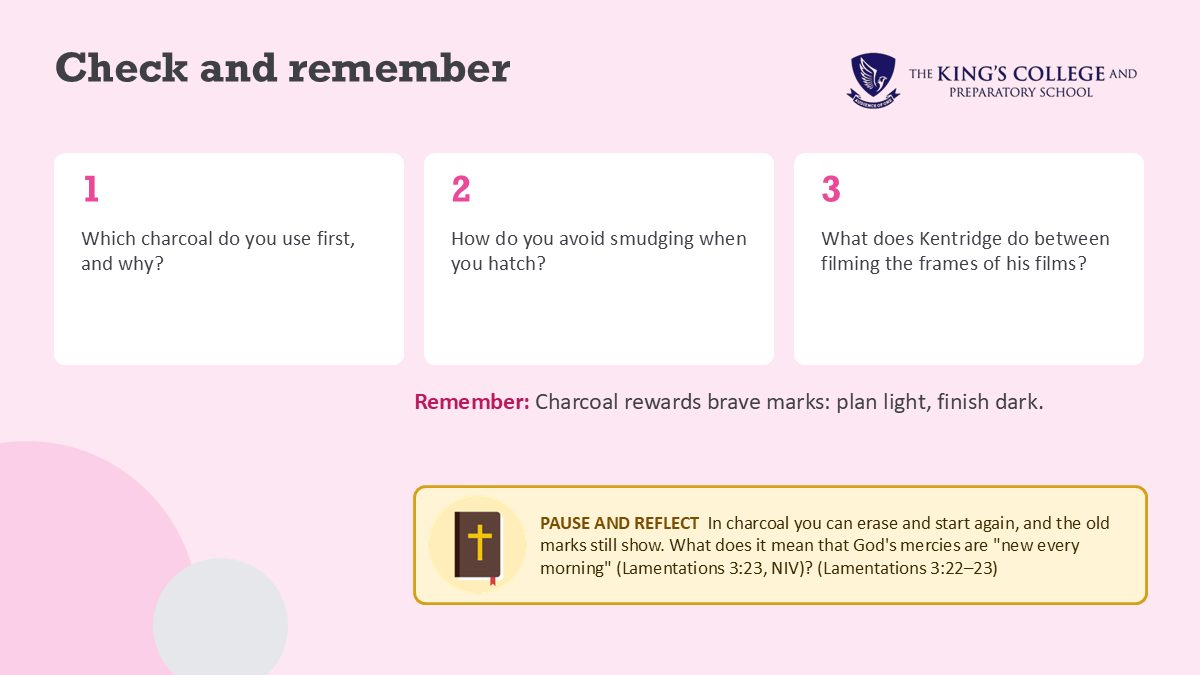 Check and remember
THE KING'S COLLEGE AND
PREPARATORY SCHOOL
AUDIENCE OF ONE
1
Which charcoal do you use first,
and why?
2
How do you avoid smudging when
you hatch?
3
What does Kentridge do between
filming the frames of his films?
Remember: Charcoal rewards brave marks: plan light, finish dark.
PAUSE AND REFLECT In charcoal you can erase and start again, and the old
marks still show. What does it mean that God's mercies are "new every
morning" (Lamentations 3:23, NIV)? (Lamentations 3:22–23)